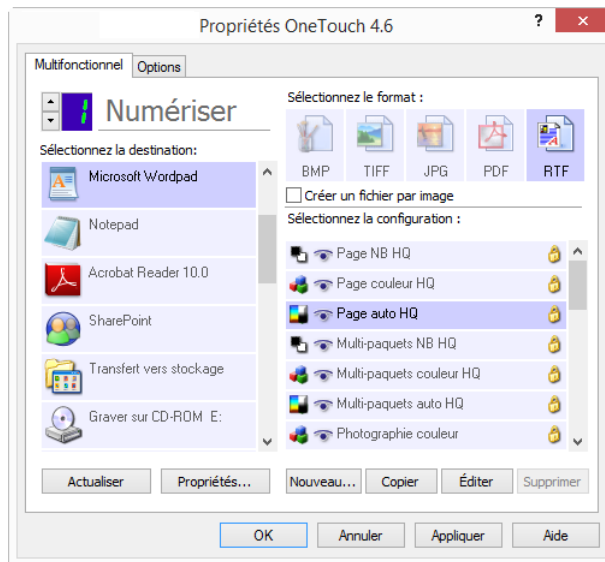 Propriétés OneTouch 4.6
?
Multifonctionnel
Options
1
Numériser
Sélectionnez la destination:
Microsoft Wordpad
Notepad
Acrobat Reader 10.0
SharePoint
Transfert vers stockage
Graver sur CD-ROM E:
Actualiser
Propriétés...
Sélectionnez le format :
BMP
TIFF
JPG
PDF
RTF
Créer un fichier par image
Sélectionnez la configuration :
Page NB HQ
Page couleur HQ
Page auto HQ
Multi-paquets NB HQ
Multi-paquets couleur HQ
Multi-paquets auto HQ
Photographie couleur
Nouveau...
Copier
Éditer
Supprimer
OK
Annuler
Appliquer
Aide